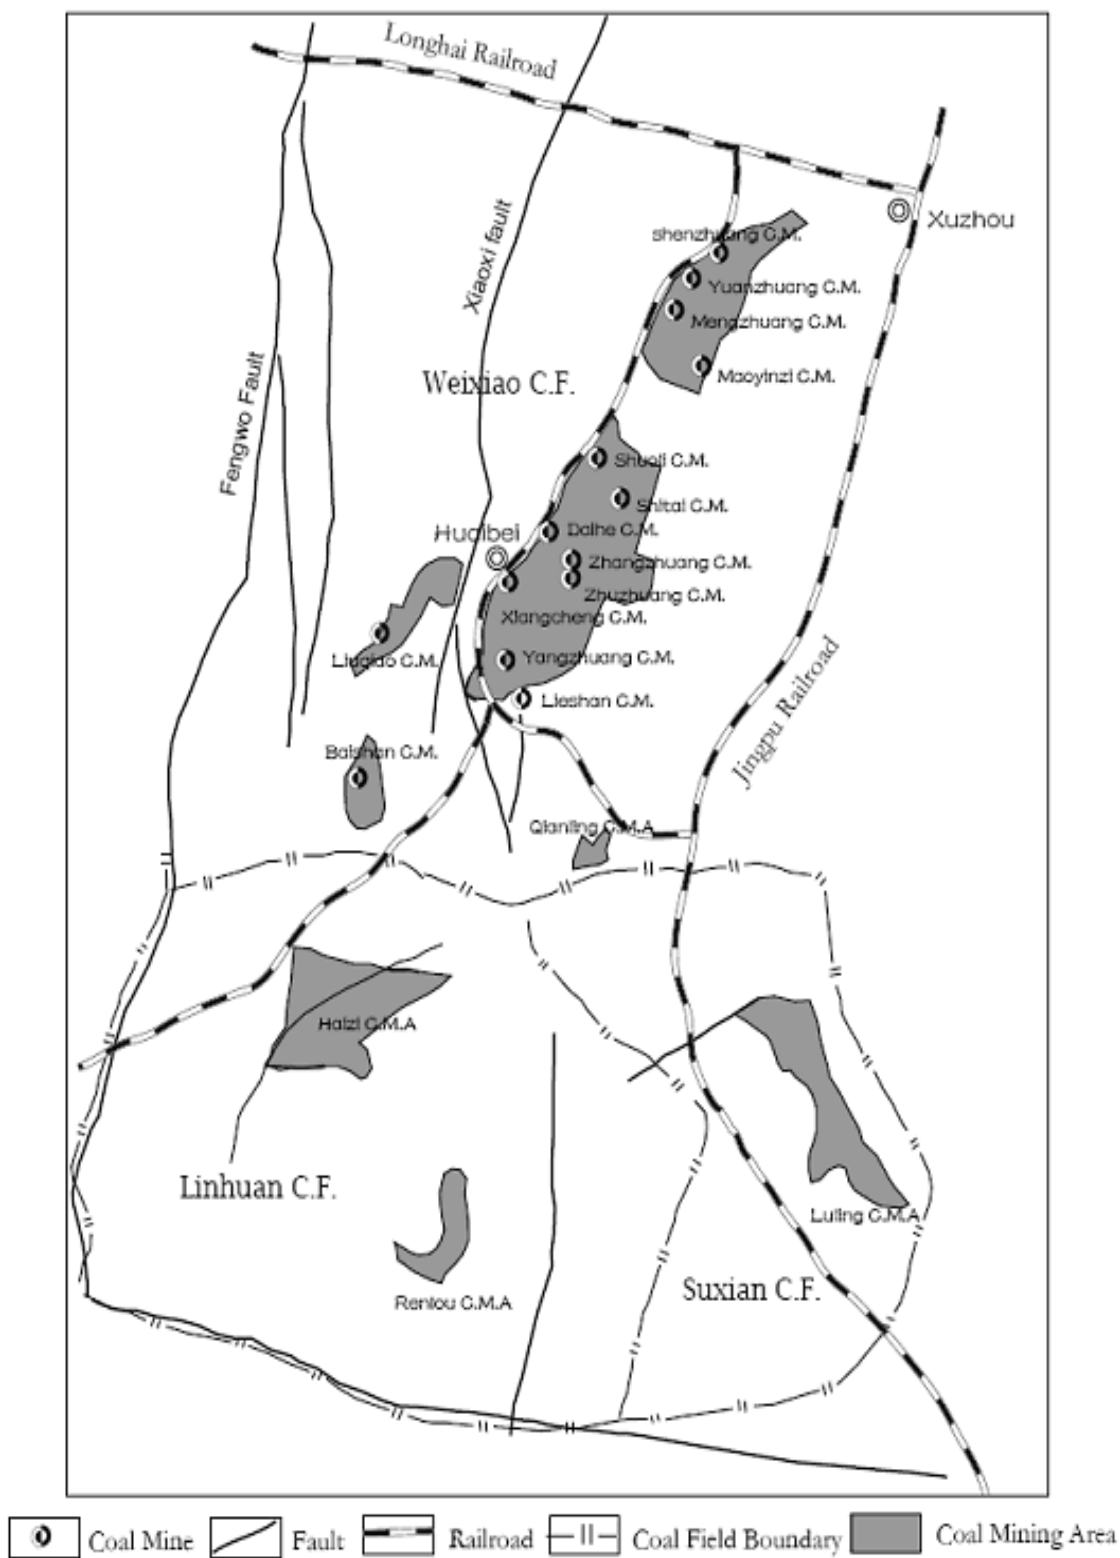 Longhai Railroad
Xuzhou
shenzhuang C.M.
Yuanzhuang C.M.
Mengzhuang C.M.
Maoyinzi C.M.
Xiaoxi fault
Fengwo Fault
Weixiao C.F.
Shuoli C.M.
Shitai C.M.
Huaibei
Daihe C.M.
Zhangzhuang C.M.
Zhuzhuang C.M.
Xiangcheng C.M.
Liuqiao C.M.
Yangzhuang C.M.
Lieshan C.M.
Jingpu Railroad
Baishan C.M.
Qianling C.M.A
Haizi C.M.A
Linhuan C.F.
Luling C.M.A
Suxian C.F.
Renlou C.M.A
Coal Mine
Fault
Railroad
Coal Field Boundary
Coal Mining Area